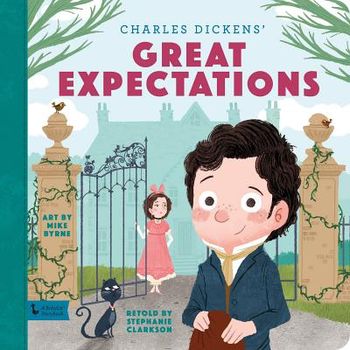 CHARLES DICKENS'
GREAT
EXPECTATIONS
ART BY
MIKE
BYRNE
RETOLD BY
STEPHANIE
CLARKSON